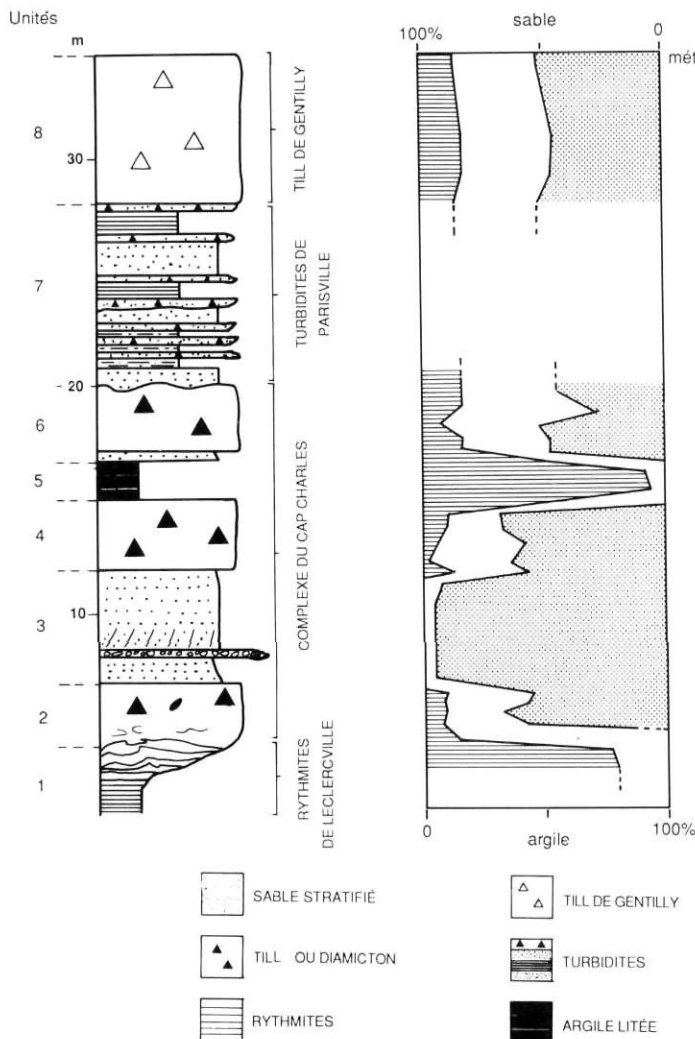 Unités
m
100%
sable
0
mét
8
30
TILL DE GENTILLY
7
TURBIDITES DE
PARISVILLE
20
6
5
4
COMPLEXE DU CAP CHARLES
3
10
2
1
RYTHMITES
DE LECLERCVILLE
0
argile
100%
SABLE STRATIFIÉ
TILL DE GENTILLY
TILL OU DIAMICTON
TURBIDITES
RYTHMITES
ARGILE LITÉE